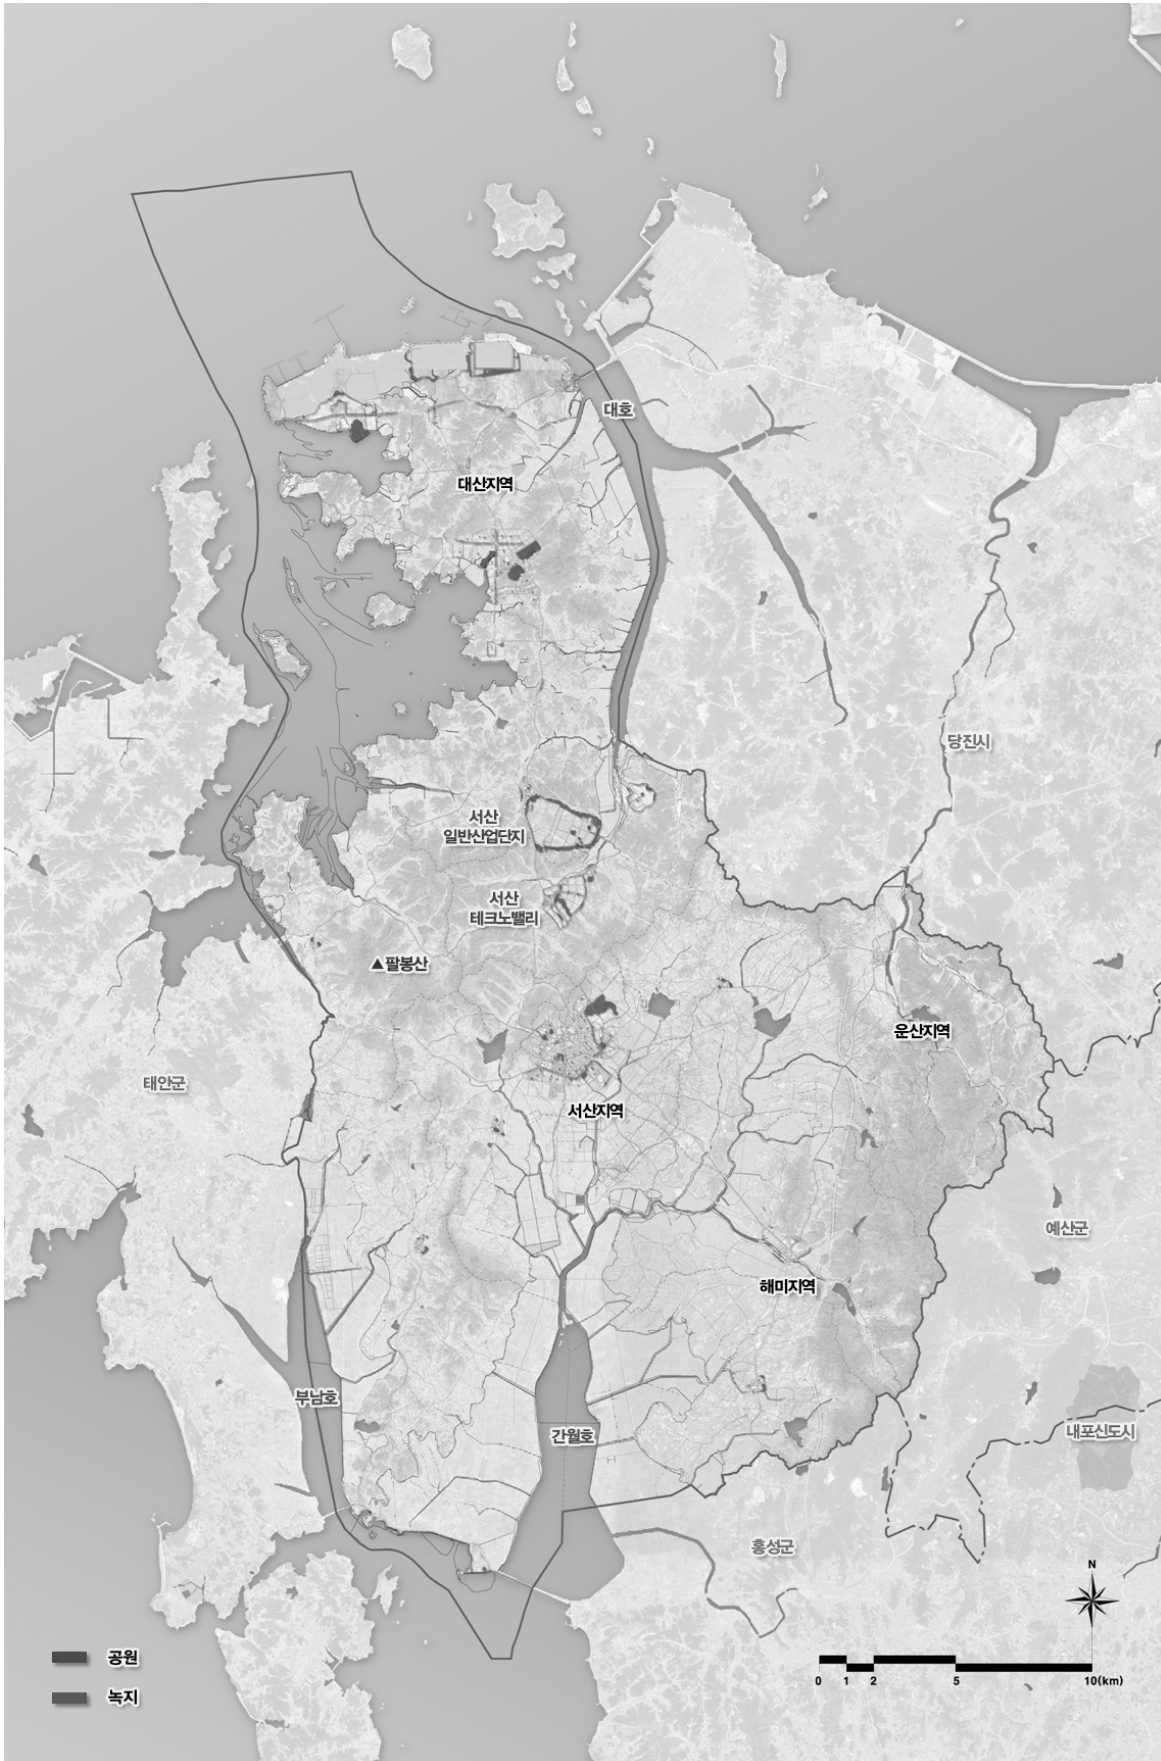 대호
대산지역
당진시
서산
일반산업단지
서산
테크노밸리
▲팔봉산
운산지역
태안군
서산지역
예산군
해미지역
부남호
간월호
내포신도시
홍성군
N
공원
녹지
0 1 2 5 10(km)